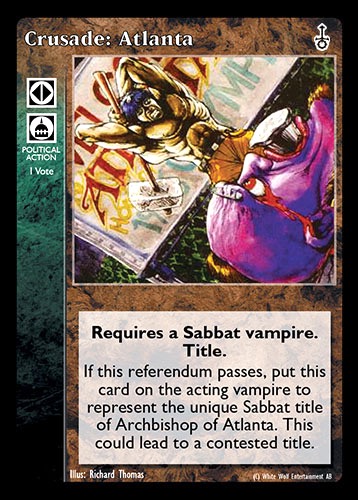 Crusade: Atlanta
POLITICAL
ACTION
1 Vote
Requires a Sabbat vampire.
Title.
If this referendum passes, put this
card on the acting vampire to
represent the unique Sabbat title
of Archbishop of Atlanta. This
could lead to a contested title.
Illus: Richard Thomas
(C) White Wolf Entertainment AB